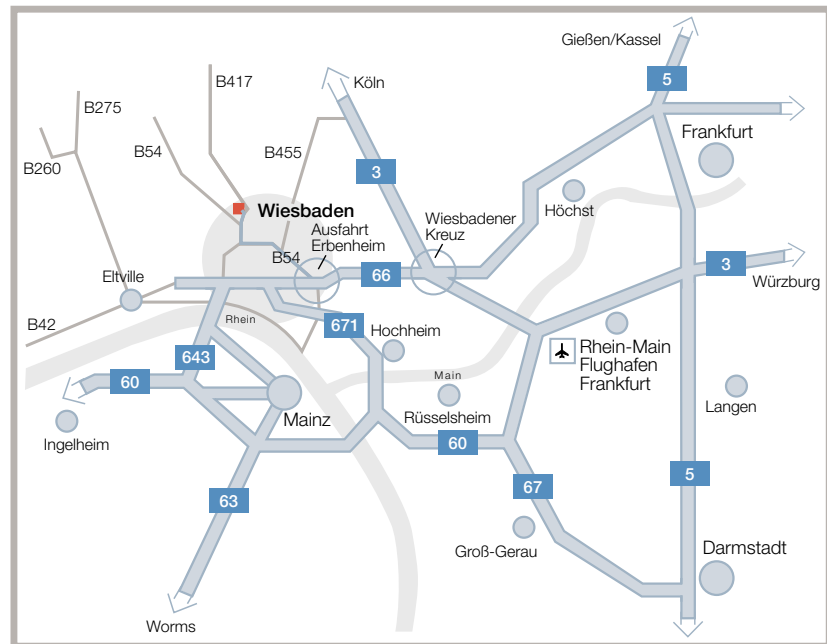 Gießen/Kassel
B417
Köln
5
B275
Frankfurt
B54
B455
B260
3
Höchst
Wiesbaden
Wiesbadener
Kreuz
Ausfahrt
Erbenheim
B54
66
3
Eltville
Würzburg
Rhein
B42
671
Hochheim
Rhein-Main
Flughafen
Frankfurt
643
60
Main
Langen
Mainz
Rüsselsheim
Ingelheim
60
5
63
67
Groß-Gerau
Darmstadt
Worms